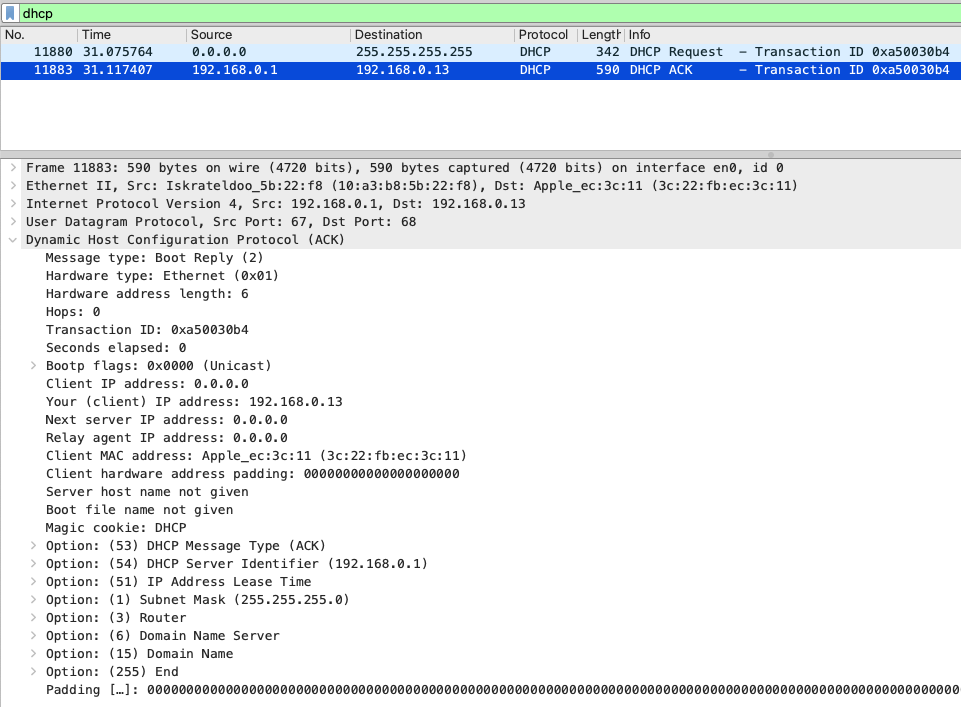 dhcp
No. Time Source Destination Protocol Length Info
11880 31.075764 0.0.0.0 255.255.255.255 DHCP 342 DHCP Request – Transaction ID 0xa50030b4
11883 31.117407 192.168.0.1 192.168.0.13 DHCP 590 DHCP ACK – Transaction ID 0xa50030b4
Frame 11883: 590 bytes on wire (4720 bits), 590 bytes captured (4720 bits) on interface en0, id 0
Ethernet II, Src: Iskrateldoo_5b:22:f8 (10:a3:b8:5b:22:f8), Dst: Apple_ec:3c:11 (3c:22:fb:ec:3c:11)
Internet Protocol Version 4, Src: 192.168.0.1, Dst: 192.168.0.13
User Datagram Protocol, Src Port: 67, Dst Port: 68
Dynamic Host Configuration Protocol (ACK)
Message type: Boot Reply (2)
Hardware type: Ethernet (0x01)
Hardware address length: 6
Hops: 0
Transaction ID: 0xa50030b4
Seconds elapsed: 0
Bootp flags: 0x0000 (Unicast)
Client IP address: 0.0.0.0
Your (client) IP address: 192.168.0.13
Next server IP address: 0.0.0.0
Relay agent IP address: 0.0.0.0
Client MAC address: Apple_ec:3c:11 (3c:22:fb:ec:3c:11)
Client hardware address padding: 00000000000000000000
Server host name not given
Boot file name not given
Magic cookie: DHCP
Option: (53) DHCP Message Type (ACK)
Option: (54) DHCP Server Identifier (192.168.0.1)
Option: (51) IP Address Lease Time
Option: (1) Subnet Mask (255.255.255.0)
Option: (3) Router
Option: (6) Domain Name Server
Option: (15) Domain Name
Option: (255) End
Padding […]: 00000000000000000000000000000000000000000000000000000000000000000000000000000000000000000000000000000000